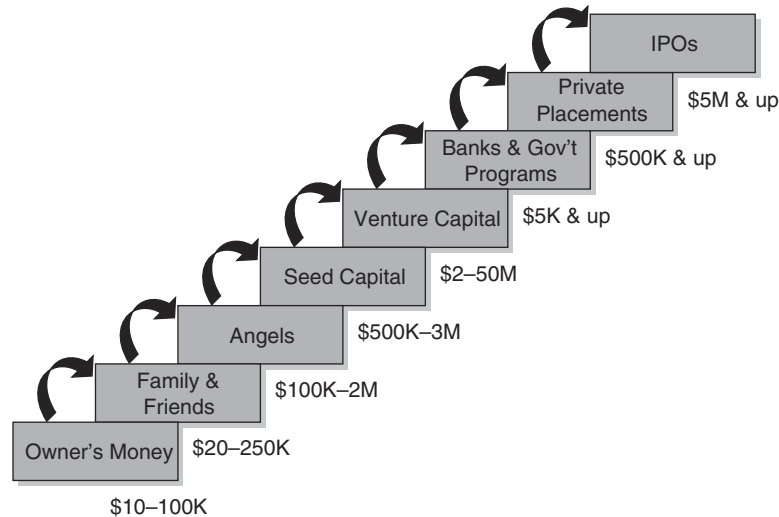 IPOs
Private
Placements
$5M & up
Banks & Gov't
Programs
$500K & up
Venture Capital
$5K & up
Seed Capital
$2–50M
Angels
$500K–3M
Family &
Friends
$100K–2M
Owner's Money
$20–250K
$10–100K